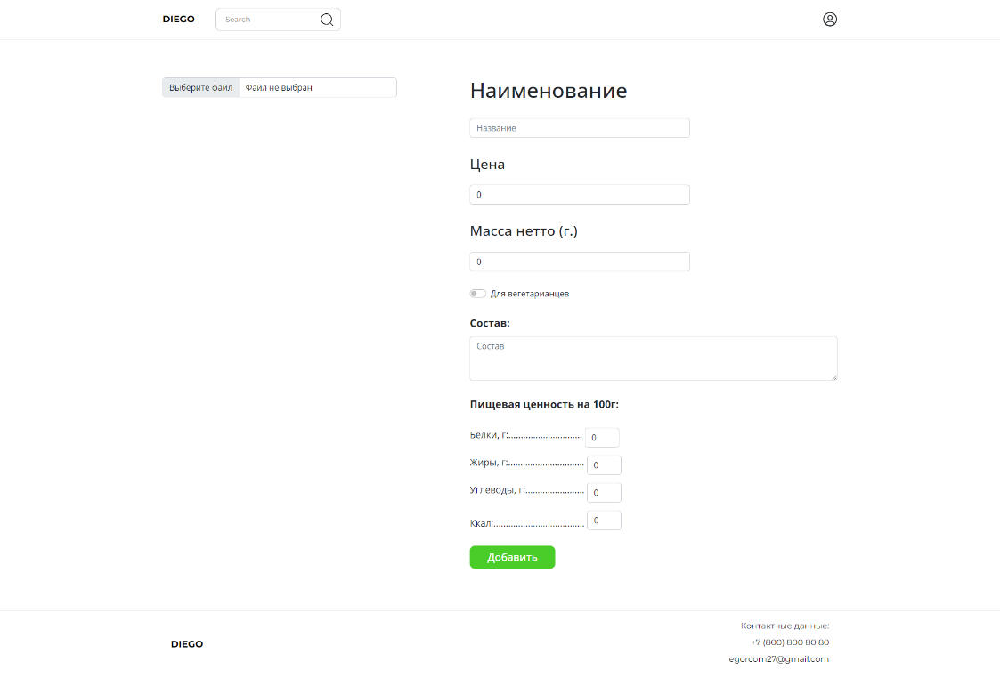 DIEGO
Search
Выберите файл Файл не выбран
Наименование
Название
Цена
0
Масса нетто (г.)
0
Для вегетарианцев
Состав:
Состав
Пищевая ценность на 100г:
Белки, г:.............................. 0
Жиры, г:............................... 0
Углеводы, г:........................ 0
Ккал:..................................... 0
Добавить
DIEGO
Контактные данные:
+7 (800) 800 80 80
egorcom27@gmail.com